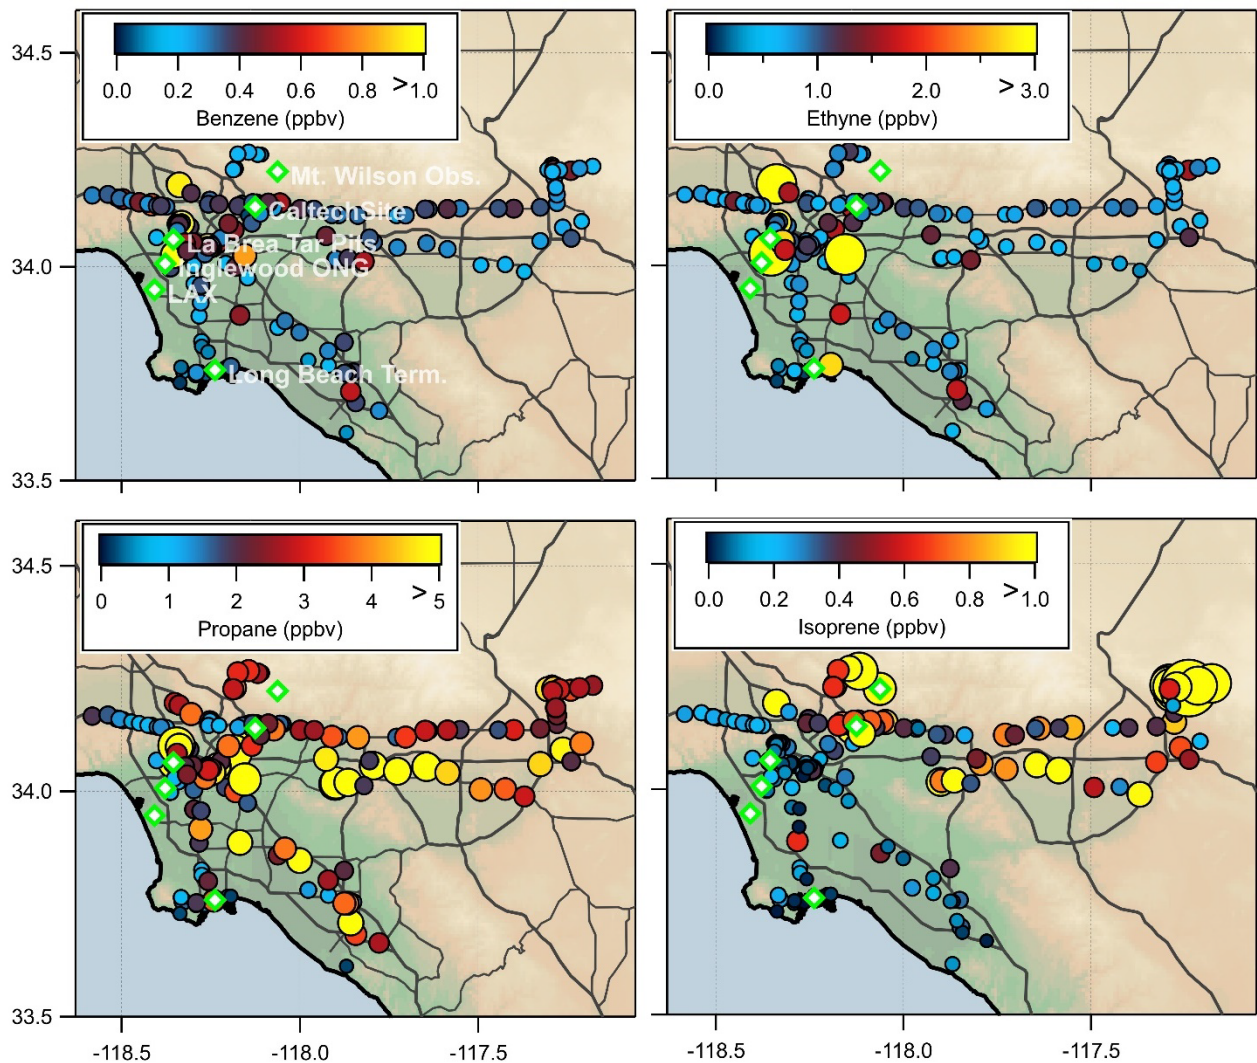 34.5
34.0
33.5
0.0 0.2 0.4 0.6 0.8 >1.0
Benzene (ppbv)
Mt. Wilson Obs.
CaltechSite
La Brea Tar Pits
Inglewood ONG
LAX
Long Beach Term.
0.0 1.0 2.0 > 3.0
Ethyne (ppbv)
34.5
34.0
33.5
0 1 2 3 4 > 5
Propane (ppbv)
-118.5 -118.0 -117.5
0.0 0.2 0.4 0.6 0.8 >1.0
Isoprene (ppbv)
-118.5 -118.0 -117.5